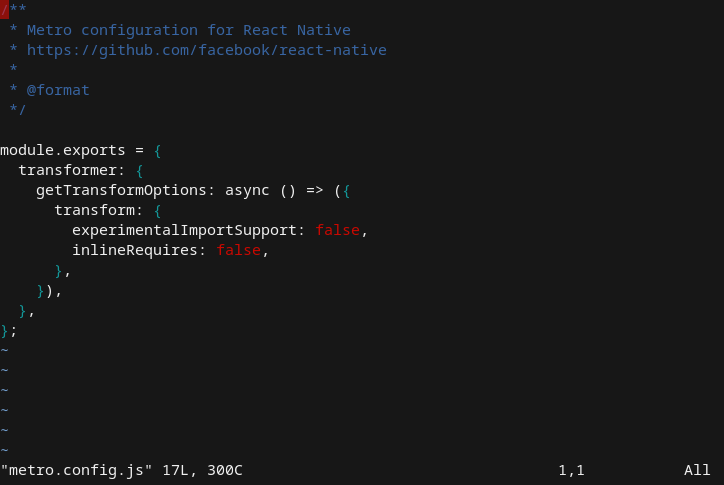 /**
 * Metro configuration for React Native
 * https://github.com/facebook/react-native
 *
 * @format
 */

module.exports = {
  transformer: {
    getTransformOptions: async () => ({
      transform: {
        experimentalImportSupport: false,
        inlineRequires: false,
      },
    }),
  },
};
~
~
~
~
~
~
"metro.config.js" 17L, 300C 1,1 All